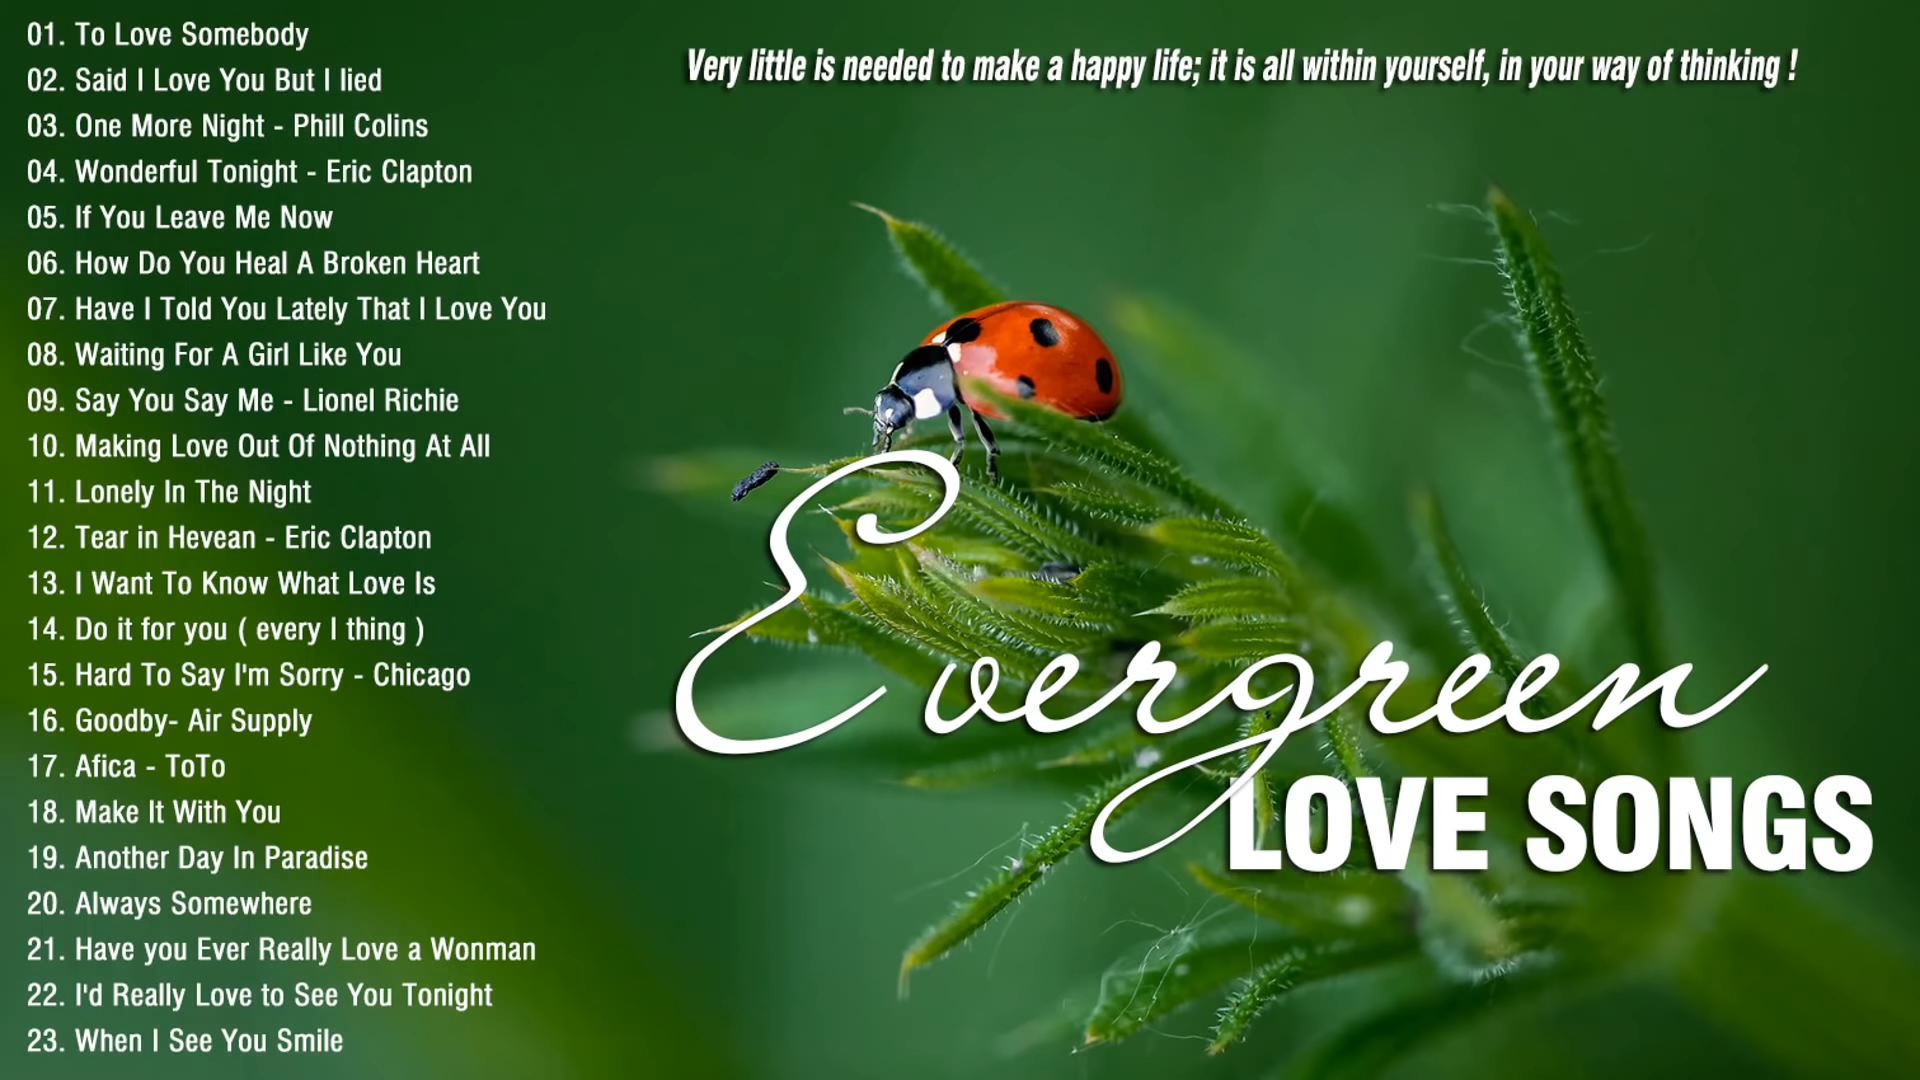 01. To Love Somebody
02. Said I Love You But I lied
03. One More Night - Phill Colins
04. Wonderful Tonight - Eric Clapton
05. If You Leave Me Now
06. How Do You Heal A Broken Heart
07. Have I Told You Lately That I Love You
08. Waiting For A Girl Like You
09. Say You Say Me - Lionel Richie
10. Making Love Out Of Nothing At All
11. Lonely In The Night
12. Tear in Hevean - Eric Clapton
13. I Want To Know What Love Is
14. Do it for you ( every I thing )
15. Hard To Say I'm Sorry - Chicago
16. Goodby- Air Supply
17. Afica - ToTo
18. Make It With You
19. Another Day In Paradise
20. Always Somewhere
21. Have you Ever Really Love a Wonman
22. I'd Really Love to See You Tonight
23. When I See You Smile
Very little is needed to make a happy life; it is all within yourself, in your way of thinking !
Evergreen
LOVE SONGS